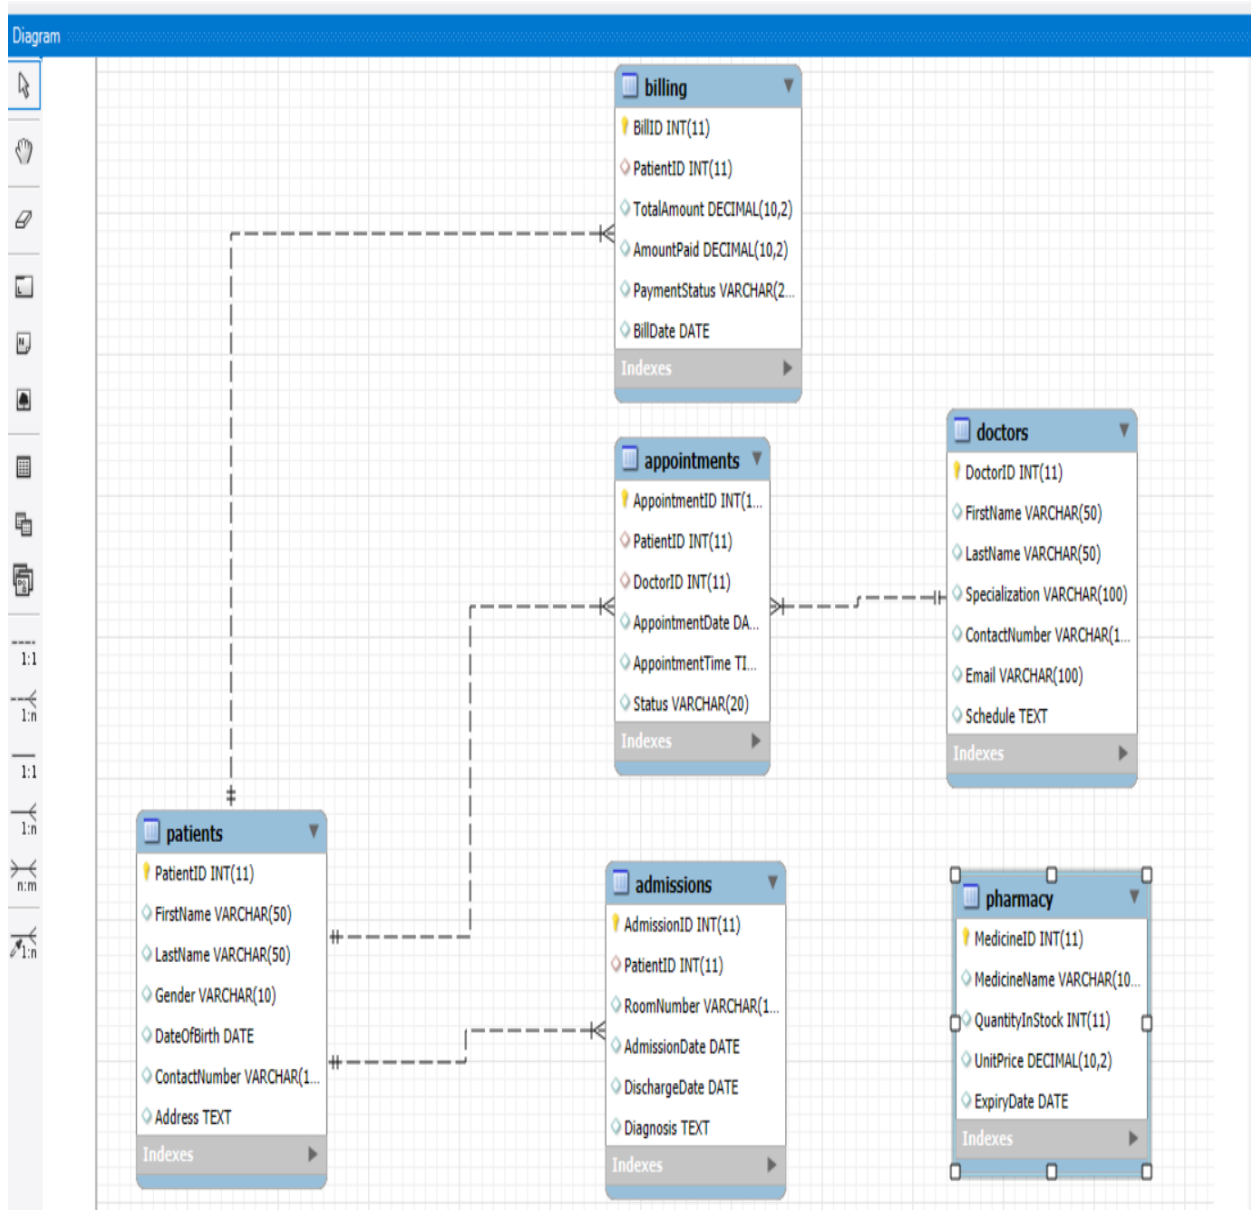 Diagram
billing
BillID INT(11)
PatientID INT(11)
TotalAmount DECIMAL(10,2)
AmountPaid DECIMAL(10,2)
PaymentStatus VARCHAR(2...
BillDate DATE
Indexes
appointments
AppointmentID INT(1...
PatientID INT(11)
DoctorID INT(11)
AppointmentDate DA...
AppointmentTime TI...
Status VARCHAR(20)
Indexes
doctors
DoctorID INT(11)
FirstName VARCHAR(50)
LastName VARCHAR(50)
Specialization VARCHAR(100)
ContactNumber VARCHAR(1...
Email VARCHAR(100)
Schedule TEXT
Indexes
patients
PatientID INT(11)
FirstName VARCHAR(50)
LastName VARCHAR(50)
Gender VARCHAR(10)
DateOfBirth DATE
ContactNumber VARCHAR(1...
Address TEXT
Indexes
admissions
AdmissionID INT(11)
PatientID INT(11)
RoomNumber VARCHAR(1...
AdmissionDate DATE
DischargeDate DATE
Diagnosis TEXT
Indexes
pharmacy
MedicineID INT(11)
MedicineName VARCHAR(10...
QuantityInStock INT(11)
UnitPrice DECIMAL(10,2)
ExpiryDate DATE
Indexes
1:1
1:n
1:1
1:n
n:m
1:n